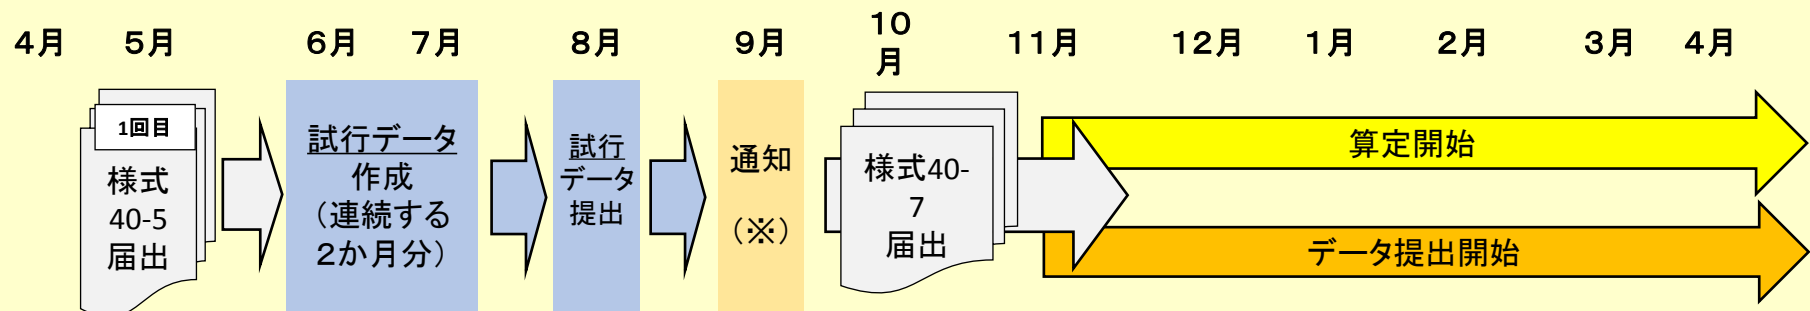 4月 5月 6月 7月 8月 9月 10 11月 12月 1月 2月 3月 4月
月
1回目
様式
40-5
届出
試行データ
作成
（連続する
2か月分）
試行
データ
提出
通知
（※）
様式40-
7
届出
算定開始
データ提出開始